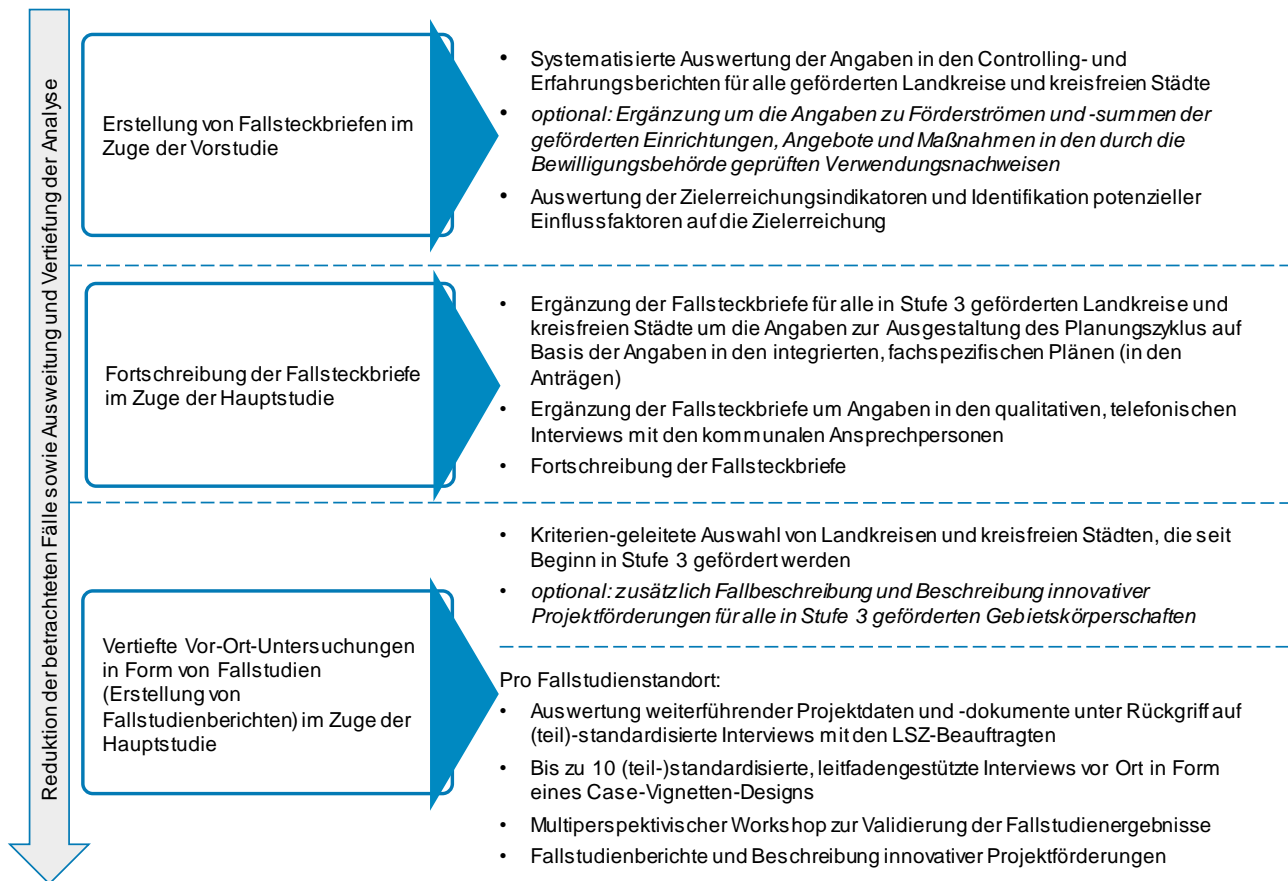 Reduktion der betrachteten Fälle sowie Ausweitung und Vertiefung der Analyse
Erstellung von Fallsteckbriefen im
Zuge der Vorstudie
• Systematisierte Auswertung der Angaben in den Controlling- und
Erfahrungsberichten für alle geförderten Landkreise und kreisfreien Städte
• optional: Ergänzung um die Angaben zu Förderströmen und -summen der
geförderten Einrichtungen, Angebote und Maßnahmen in den durch die
Bewilligungsbehörde geprüften Verwendungsnachweisen
• Auswertung der Zielerreichungsindikatoren und Identifikation potenzieller
Einflussfaktoren auf die Zielerreichung
Fortschreibung der Fallsteckbriefe
im Zuge der Hauptstudie
• Ergänzung der Fallsteckbriefe für alle in Stufe 3 geförderten Landkreise und
kreisfreien Städte um die Angaben zur Ausgestaltung des Planungszyklus auf
Basis der Angaben in den integrierten, fachspezifischen Plänen (in den
Anträgen)
• Ergänzung der Fallsteckbriefe um Angaben in den qualitativen, telefonischen
Interviews mit den kommunalen Ansprechpersonen
• Fortschreibung der Fallsteckbriefe
Vertiefte Vor-Ort-Untersuchungen
in Form von Fallstudien
(Erstellung von
Fallstudienberichten) im Zuge der
Hauptstudie
• Kriterien-geleitete Auswahl von Landkreisen und kreisfreien Städten, die seit
Beginn in Stufe 3 gefördert werden
• optional: zusätzlich Fallbeschreibung und Beschreibung innovativer
Projektförderungen für alle in Stufe 3 geförderten Gebietskörperschaften
Pro Fallstudienstandort:
• Auswertung weiterführender Projektdaten und -dokumente unter Rückgriff auf
(teil)-standardisierte Interviews mit den LSZ-Beauftragten
• Bis zu 10 (teil-)standardisierte, leitfadengestützte Interviews vor Ort in Form
eines Case-Vignetten-Designs
• Multiperspektivischer Workshop zur Validierung der Fallstudienergebnisse
• Fallstudienberichte und Beschreibung innovativer Projektförderungen